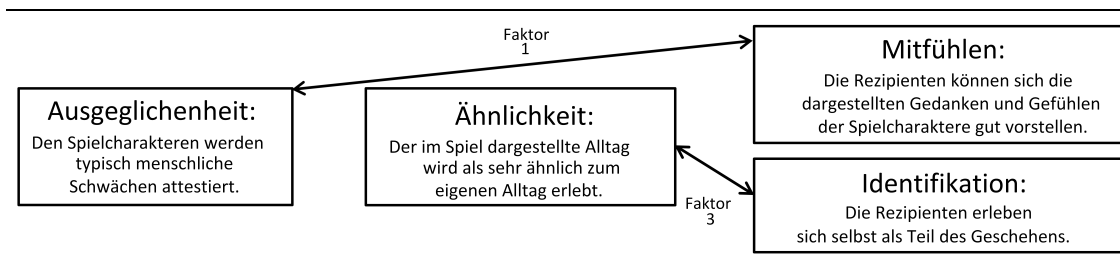 Faktor
1
Mitfühlen:
Die Rezipienten können sich die
dargestellten Gedanken und Gefühlen
der Spielcharaktere gut vorstellen.
Ausgeglichenheit:
Den Spielcharakteren werden
typisch menschliche
Schwächen attestiert.
Ähnlichkeit:
Der im Spiel dargestellte Alltag
wird als sehr ähnlich zum
eigenen Alltag erlebt.
Faktor
3
Identifikation:
Die Rezipienten erleben
sich selbst als Teil des Geschehens.